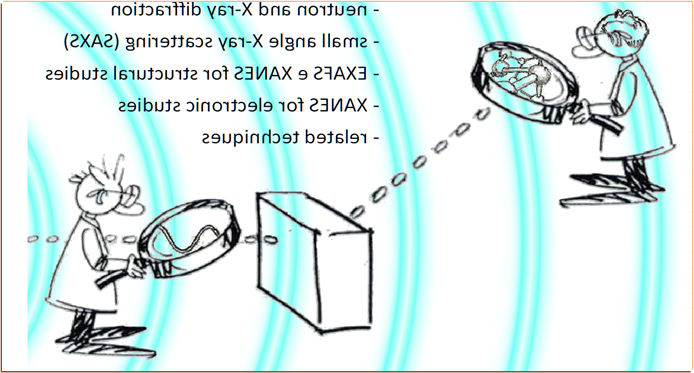 - neutron and X-ray diffraction
- small angle X-ray scattering (SAXS)
- EXAFS e XANES for structural studies
- XANES for electronic studies
- related techniques